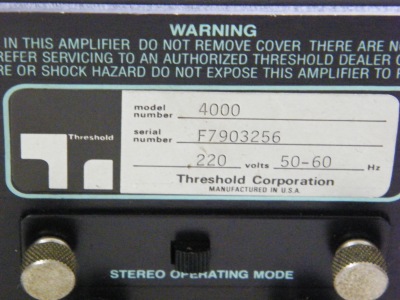 WARNING
IN THIS AMPLIFIER DO NOT REMOVE COVER THERE ARE NO
REFER SERVICING TO AN AUTHORIZED THRESHOLD DEALER O
RE OR SHOCK HAZARD DO NOT EXPOSE THIS AMPLIFIER TO
Threshold
model number 4000
serial number F7903256
220 volts 50-60 Hz
Threshold Corporation
MANUFACTURED IN U.S.A.
STEREO OPERATING MODE